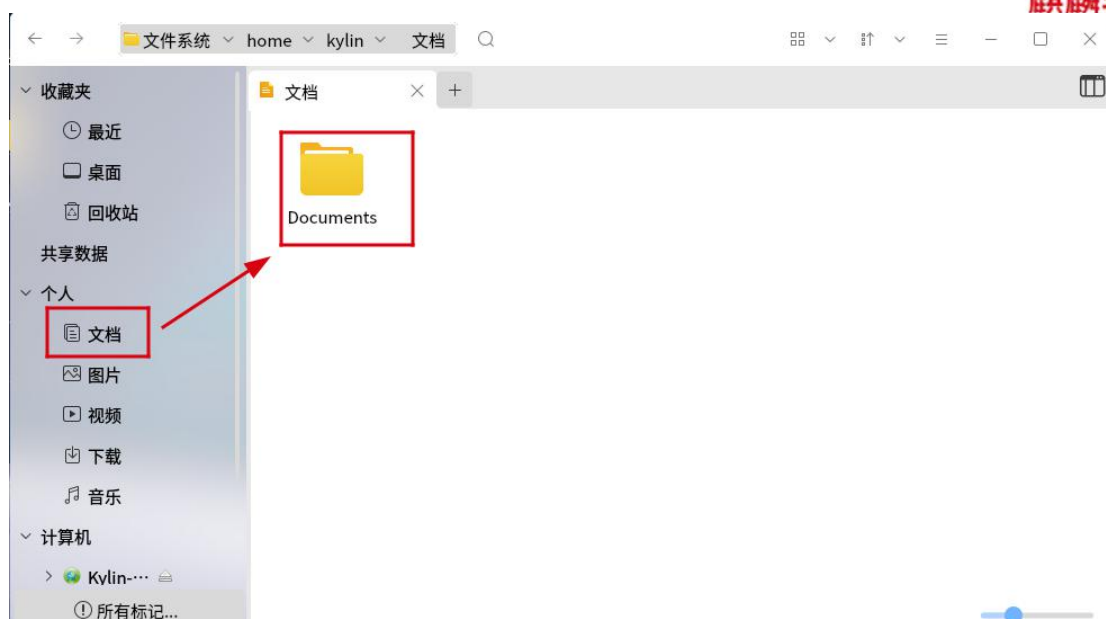 文件系统 home kylin 文档
收藏夹
文档
最近
桌面
Documents
回收站
共享数据
个人
文档
图片
视频
下载
音乐
计算机
Kylin-…
所有标记...